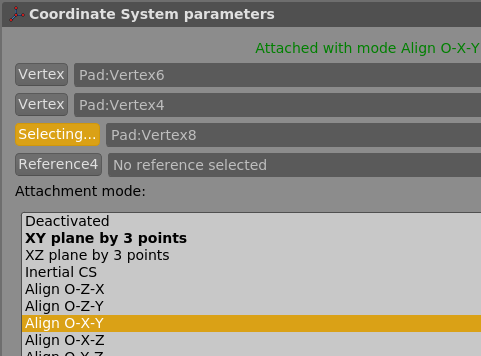 Coordinate System parameters
Attached with mode Align O-X-Y
Vertex Pad:Vertex6
Vertex Pad:Vertex4
Selecting... Pad:Vertex8
Reference4 No reference selected
Attachment mode:
Deactivated
XY plane by 3 points
XZ plane by 3 points
Inertial CS
Align O-Z-X
Align O-Z-Y
Align O-X-Y
Align O-X-Z
Align O-Y-Z